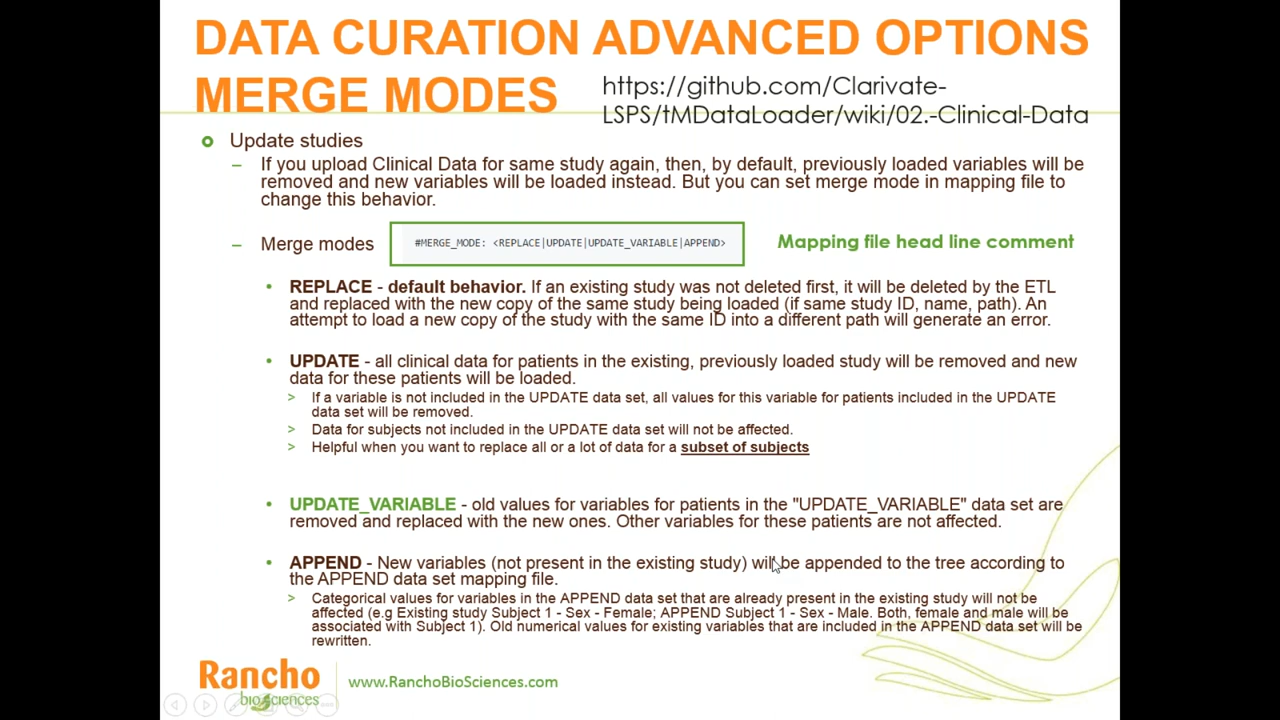 DATA CURATION ADVANCED OPTIONS
MERGE MODES
https://github.com/Clarivate-
LSPS/tMDataLoader/wiki/02.-Clinical-Data
Update studies
– If you upload Clinical Data for same study again, then, by default, previously loaded variables will be
removed and new variables will be loaded instead. But you can set merge mode in mapping file to
change this behavior.
– Merge modes
#MERGE_MODE: <REPLACE|UPDATE|UPDATE_VARIABLE|APPEND>
Mapping file head line comment
• REPLACE - default behavior. If an existing study was not deleted first, it will be deleted by the ETL
and replaced with the new copy of the same study being loaded (if same study ID, name, path). An
attempt to load a new copy of the study with the same ID into a different path will generate an error.
• UPDATE - all clinical data for patients in the existing, previously loaded study will be removed and new
data for these patients will be loaded.
> If a variable is not included in the UPDATE data set, all values for this variable for patients included in the UPDATE
data set will be removed.
> Data for subjects not included in the UPDATE data set will not be affected.
> Helpful when you want to replace all or a lot of data for a subset of subjects
• UPDATE_VARIABLE - old values for variables for patients in the "UPDATE_VARIABLE" data set are
removed and replaced with the new ones. Other variables for these patients are not affected.
• APPEND - New variables (not present in the existing study) will be appended to the tree according to
the APPEND data set mapping file.
> Categorical values for variables in the APPEND data set that are already present in the existing study will not be
affected (e.g Existing study Subject 1 - Sex - Female; APPEND Subject 1 - Sex - Male. Both, female and male will be
associated with Subject 1). Old numerical values for existing variables that are included in the APPEND data set will be
rewritten.
Rancho
biosciences
www.RanchoBioSciences.com